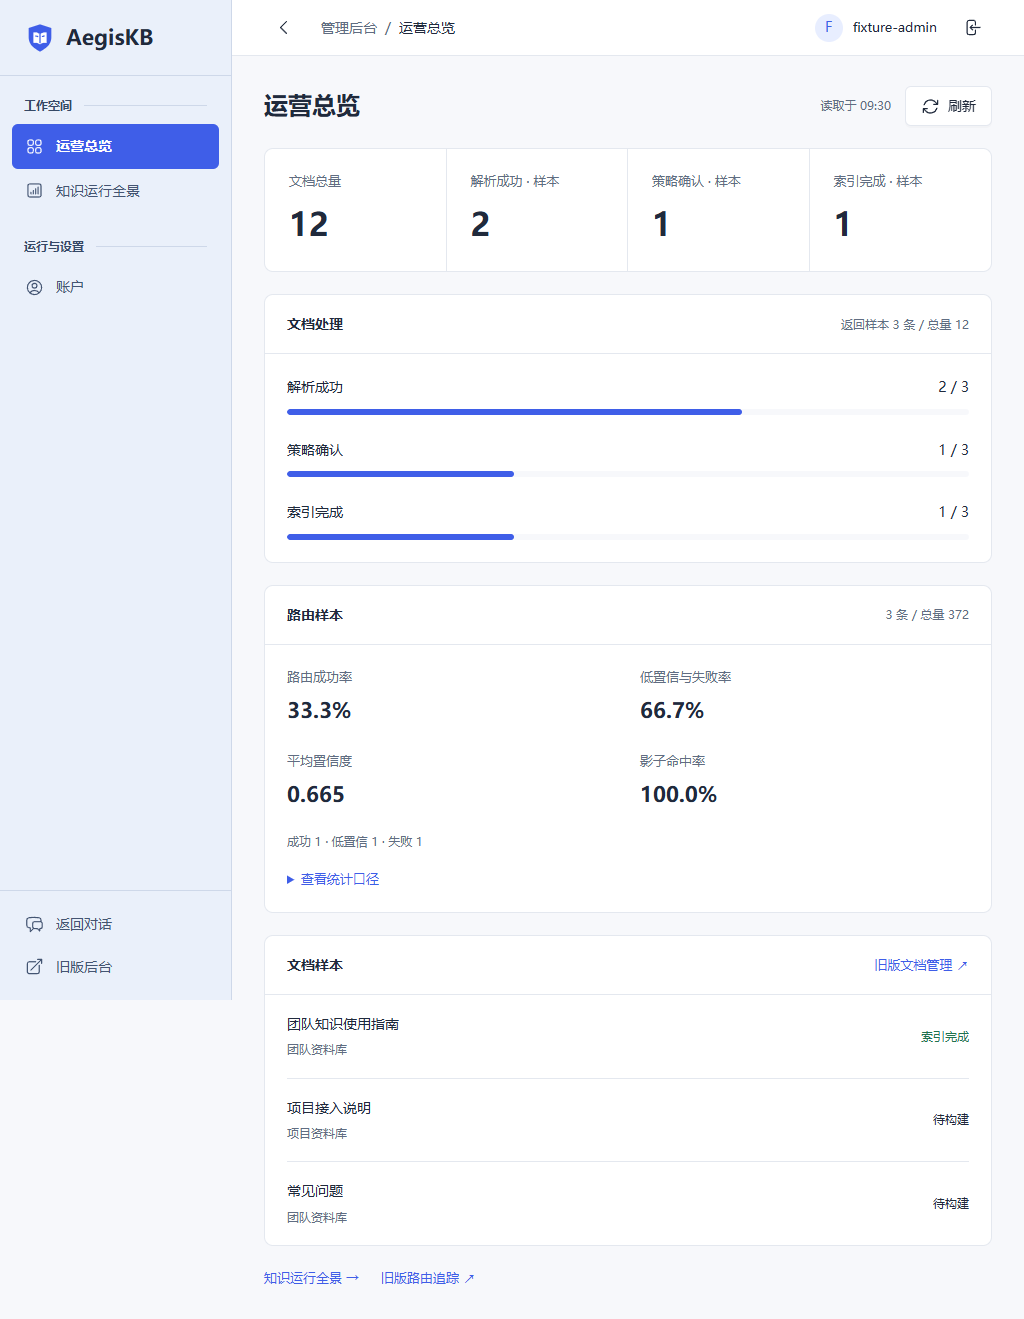 AegisKB
工作空间
运营总览
知识运行全景
运行与设置
账户
返回对话
旧版后台
管理后台 / 运营总览
F fixture-admin
运营总览
读取于 09:30
刷新
文档总量
12
解析成功 · 样本
2
策略确认 · 样本
1
索引完成 · 样本
1
文档处理
返回样本 3 条 / 总量 12
解析成功 2 / 3
策略确认 1 / 3
索引完成 1 / 3
路由样本
3 条 / 总量 372
路由成功率
33.3%
低置信与失败率
66.7%
平均置信度
0.665
影子命中率
100.0%
成功 1 · 低置信 1 · 失败 1
▶ 查看统计口径
文档样本
旧版文档管理 ↗
团队知识使用指南
团队资料库
索引完成
项目接入说明
项目资料库
待构建
常见问题
团队资料库
待构建
知识运行全景 → 旧版路由追踪 ↗